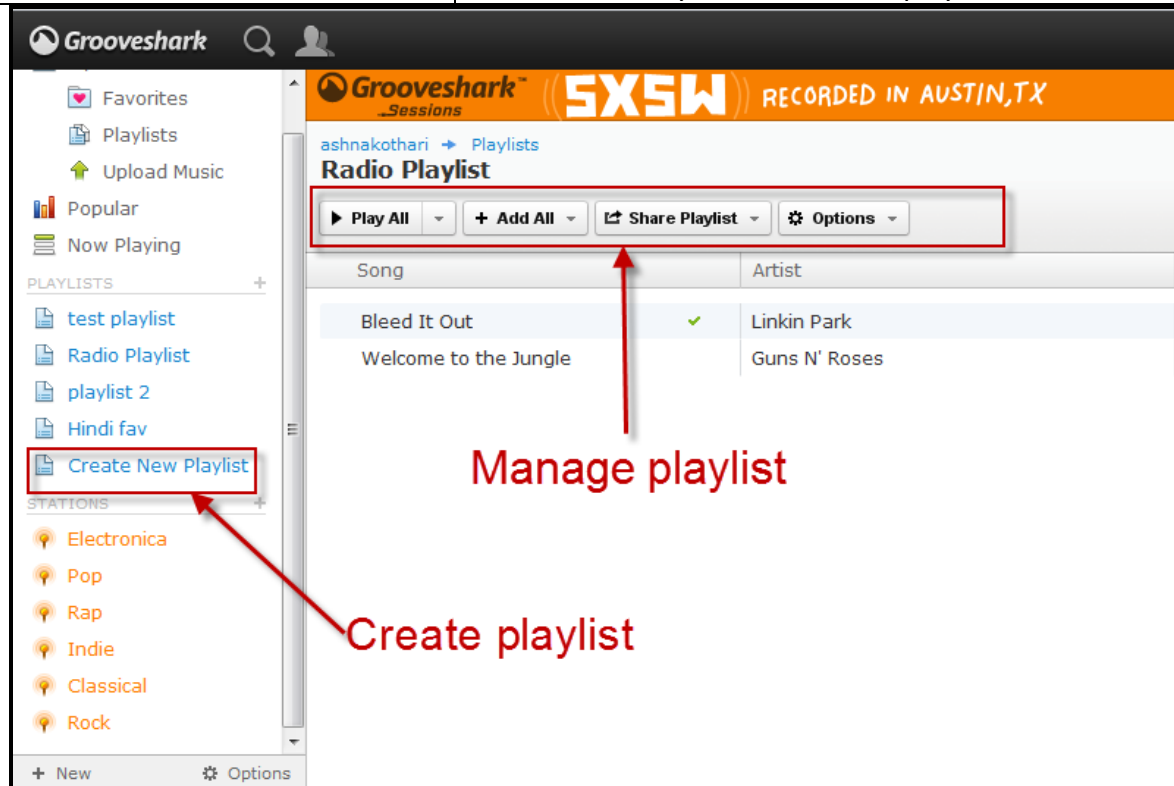 Grooveshark
Favorites
Playlists
Upload Music
Popular
Now Playing
PLAYLISTS +
test playlist
Radio Playlist
playlist 2
Hindi fav
Create New Playlist
STATIONS +
Electronica
Pop
Rap
Indie
Classical
Rock
+ New
Options
Grooveshark™ Sessions
((SXSW)) RECORDED IN AUSTIN,TX
ashnakothari → Playlists
Radio Playlist
Play All
+ Add All
Share Playlist
Options
Song Artist
Bleed It Out Linkin Park
Welcome to the Jungle Guns N' Roses
Manage playlist
Create playlist